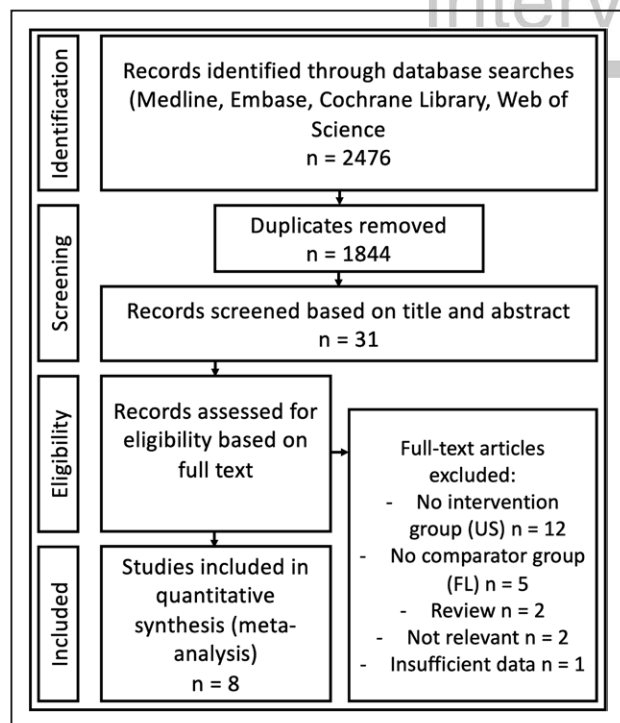 Interv
Identification
Records identified through database searches
(Medline, Embase, Cochrane Library, Web of
Science
n = 2476
Screening
Duplicates removed
n = 1844
Records screened based on title and abstract
n = 31
Eligibility
Records assessed for
eligibility based on
full text
Full-text articles
excluded:
- No intervention
group (US) n = 12
- No comparator group
(FL) n = 5
- Review n = 2
- Not relevant n = 2
- Insufficient data n = 1
Included
Studies included in
quantitative
synthesis (meta-
analysis)
n = 8